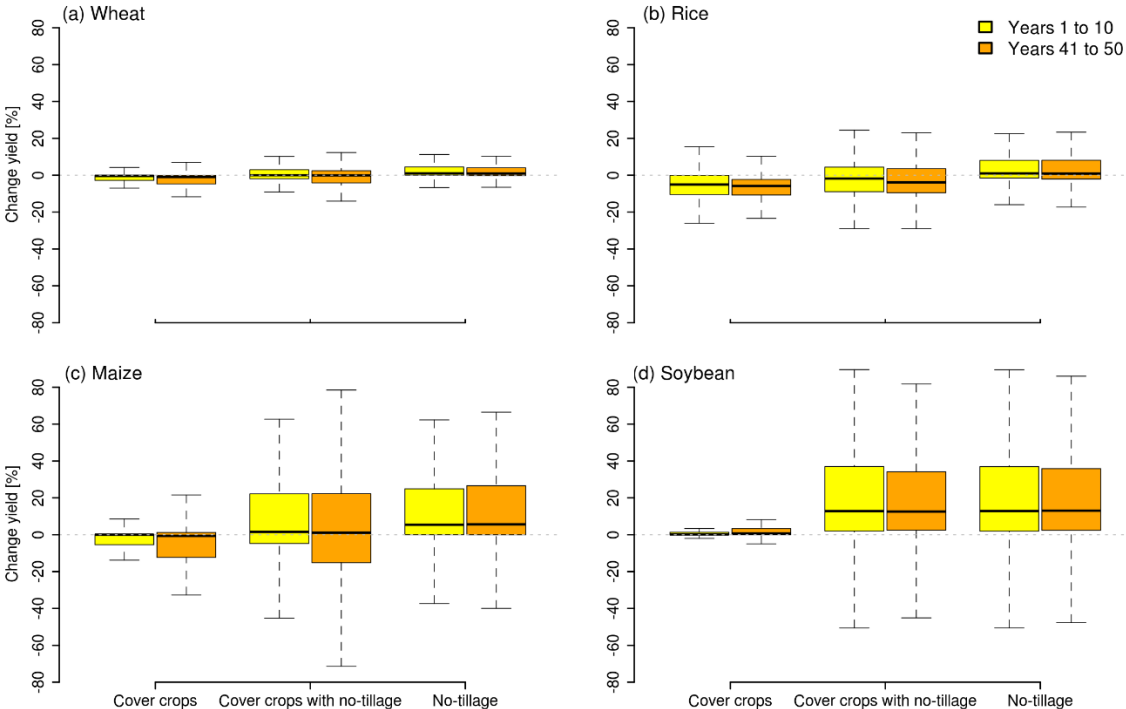 (a) Wheat
80
60
40
20
0
-20
-40
-60
-80
Change yield [%]
(b) Rice
80
60
40
20
0
-20
-40
-60
-80
Years 1 to 10
Years 41 to 50
(c) Maize
80
60
40
20
0
-20
-40
-60
-80
Change yield [%]
Cover crops
Cover crops with no-tillage
No-tillage
(d) Soybean
80
60
40
20
0
-20
-40
-60
-80
Cover crops
Cover crops with no-tillage
No-tillage